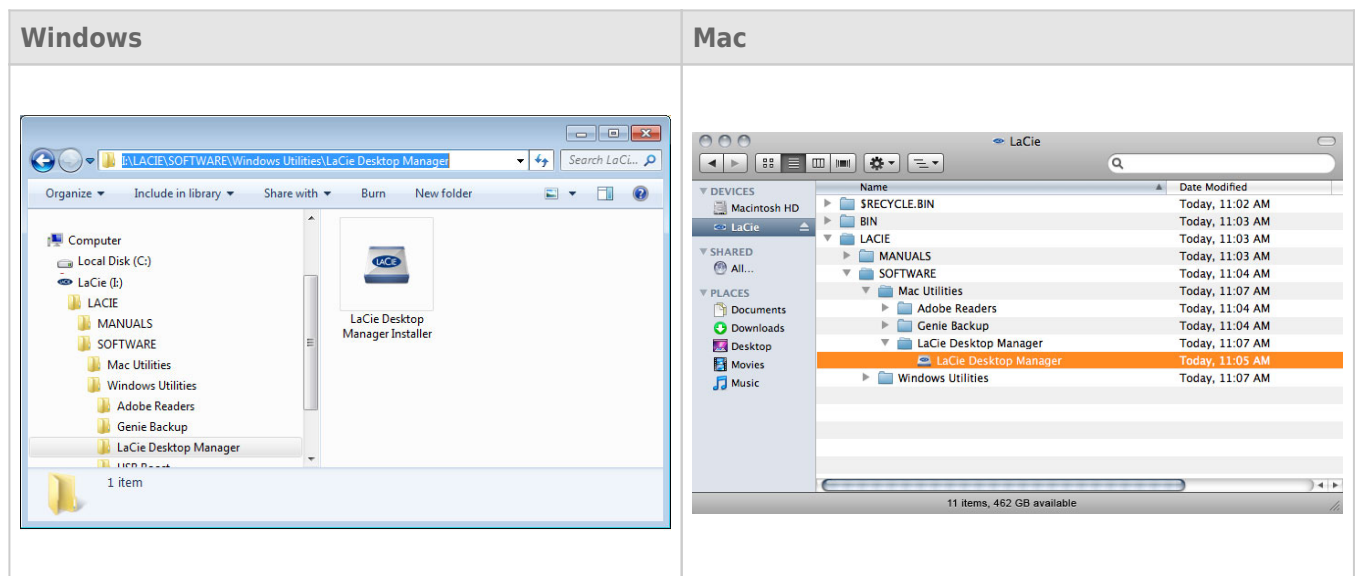 Windows
Mac
I:\LACIE\SOFTWARE\Windows Utilities\LaCie Desktop Manager
Search LaCi...
Organize
Include in library
Share with
Burn
New folder
Computer
Local Disk (C:)
LaCie (I:)
LACIE
MANUALS
SOFTWARE
Mac Utilities
Windows Utilities
Adobe Readers
Genie Backup
LaCie Desktop Manager
LACIE
LaCie Desktop
Manager Installer
1 item
LaCie
DEVICES
Macintosh HD
LaCie
SHARED
All...
PLACES
Documents
Downloads
Desktop
Movies
Music
Name Date Modified
$RECYCLE.BIN Today, 11:02 AM
BIN Today, 11:03 AM
LACIE Today, 11:03 AM
MANUALS Today, 11:03 AM
SOFTWARE Today, 11:04 AM
Mac Utilities Today, 11:07 AM
Adobe Readers Today, 11:04 AM
Genie Backup Today, 11:04 AM
LaCie Desktop Manager Today, 11:07 AM
LaCie Desktop Manager Today, 11:05 AM
Windows Utilities Today, 11:07 AM
11 items, 462 GB available